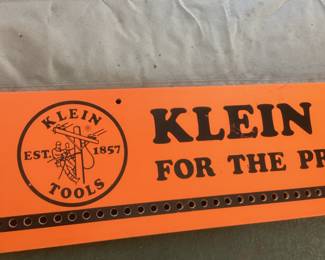 KLEIN
EST. 1857
TOOLS
®
KLEIN
FOR THE PR